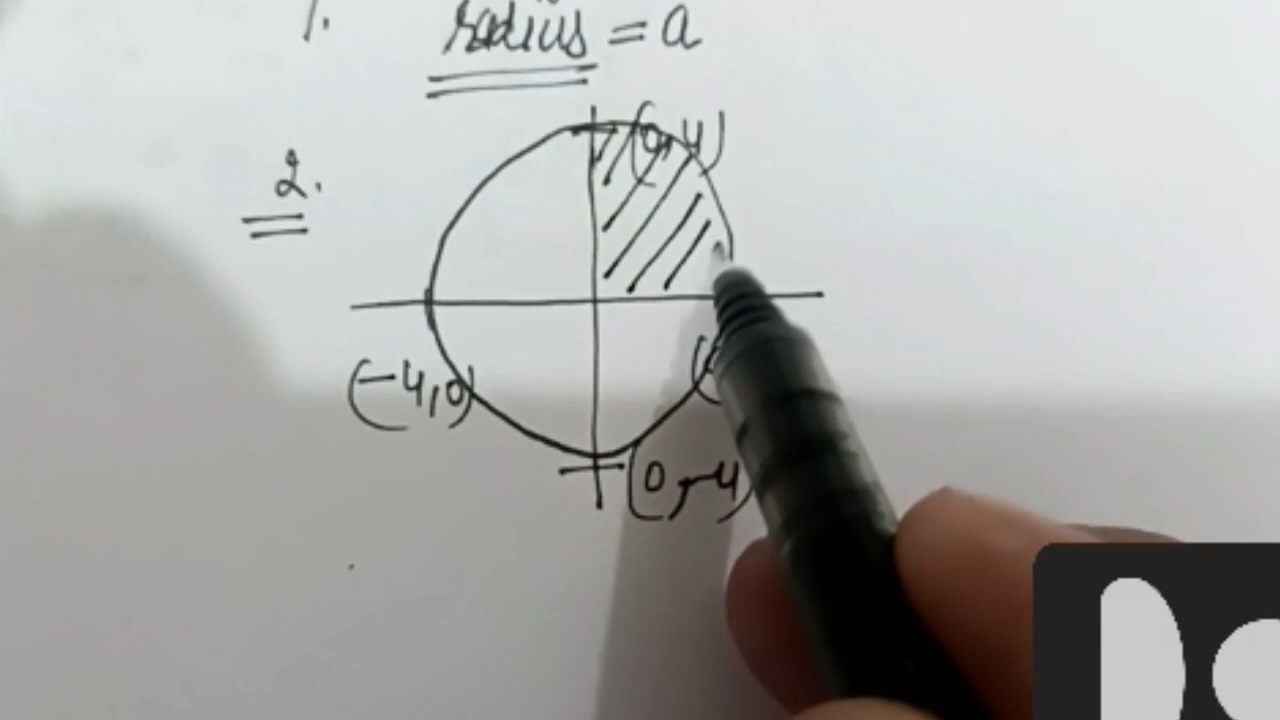 1. radius = a
(0,4)
2.
(-4,0)
(0,-4)